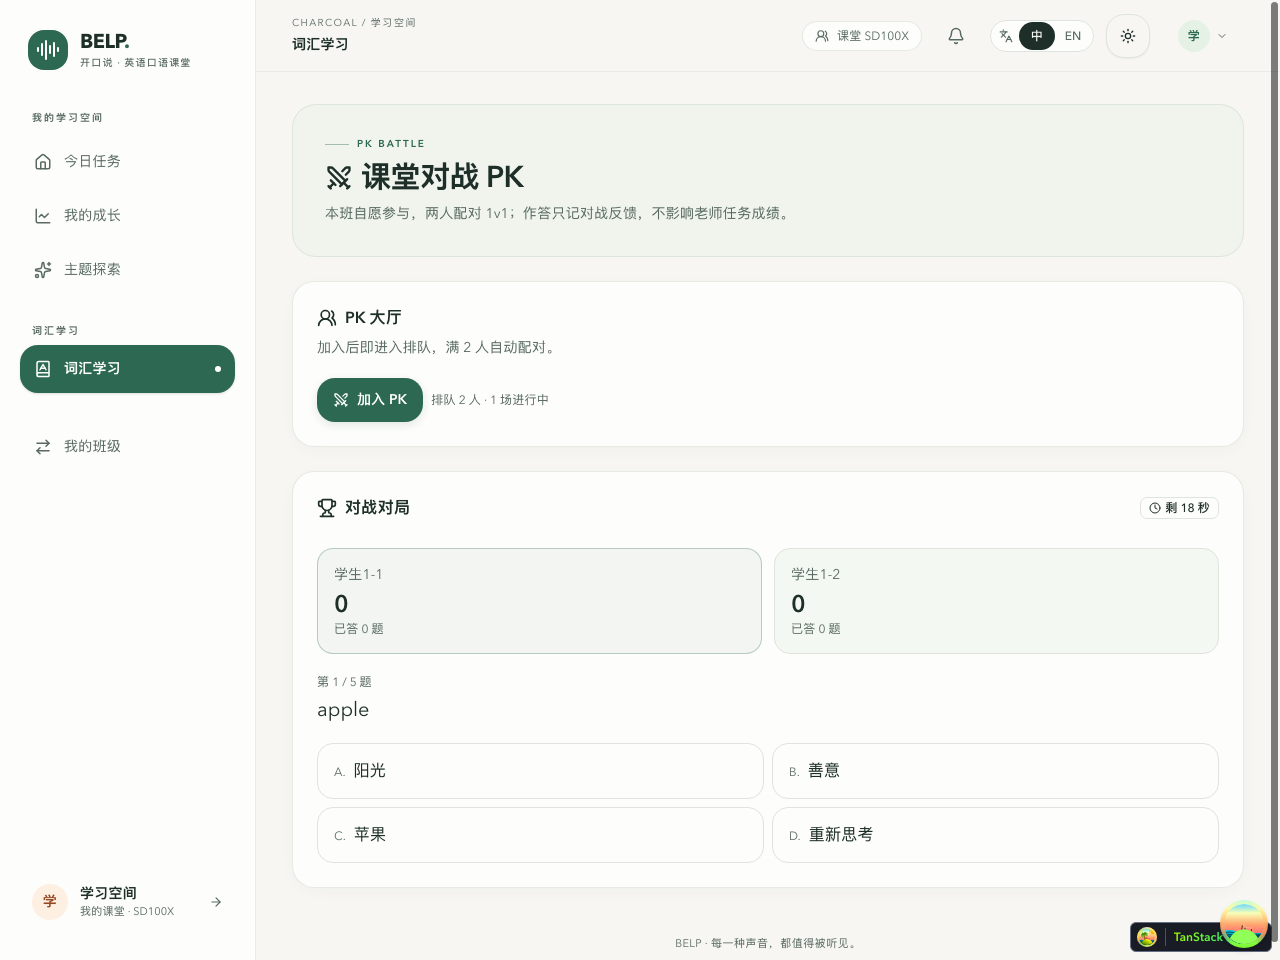 BELP.
开口说 · 英语口语课堂
我的学习空间
今日任务
我的成长
主题探索
词汇学习
词汇学习
我的班级
学
学习空间
我的课堂 · SD100X
CHARCOAL / 学习空间
词汇学习
课堂 SD100X
中
EN
学
PK BATTLE
课堂对战 PK
本班自愿参与，两人配对 1v1；作答只记对战反馈，不影响老师任务成绩。
PK 大厅
加入后即进入排队，满 2 人自动配对。
加入 PK
排队 2 人 · 1 场进行中
对战对局
剩 18 秒
学生1-1
0
已答 0 题
学生1-2
0
已答 0 题
第 1 / 5 题
apple
A. 阳光
B. 善意
C. 苹果
D. 重新思考
BELP · 每一种声音，都值得被听见。
TanStack